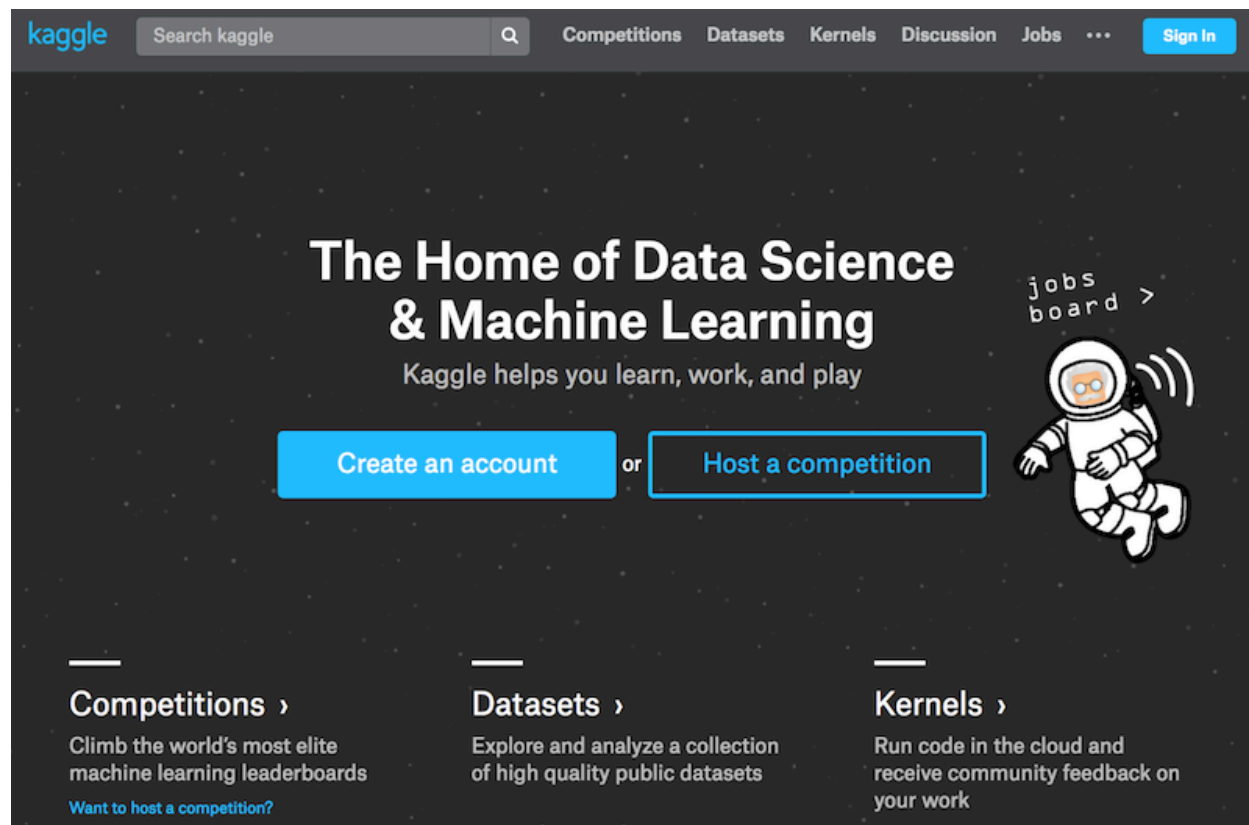 kaggle
Search kaggle
Competitions Datasets Kernels Discussion Jobs ••• Sign In
The Home of Data Science
& Machine Learning
Kaggle helps you learn, work, and play
jobs
board >
Create an account or Host a competition
Competitions ›
Climb the world’s most elite
machine learning leaderboards
Want to host a competition?
Datasets ›
Explore and analyze a collection
of high quality public datasets
Kernels ›
Run code in the cloud and
receive community feedback on
your work